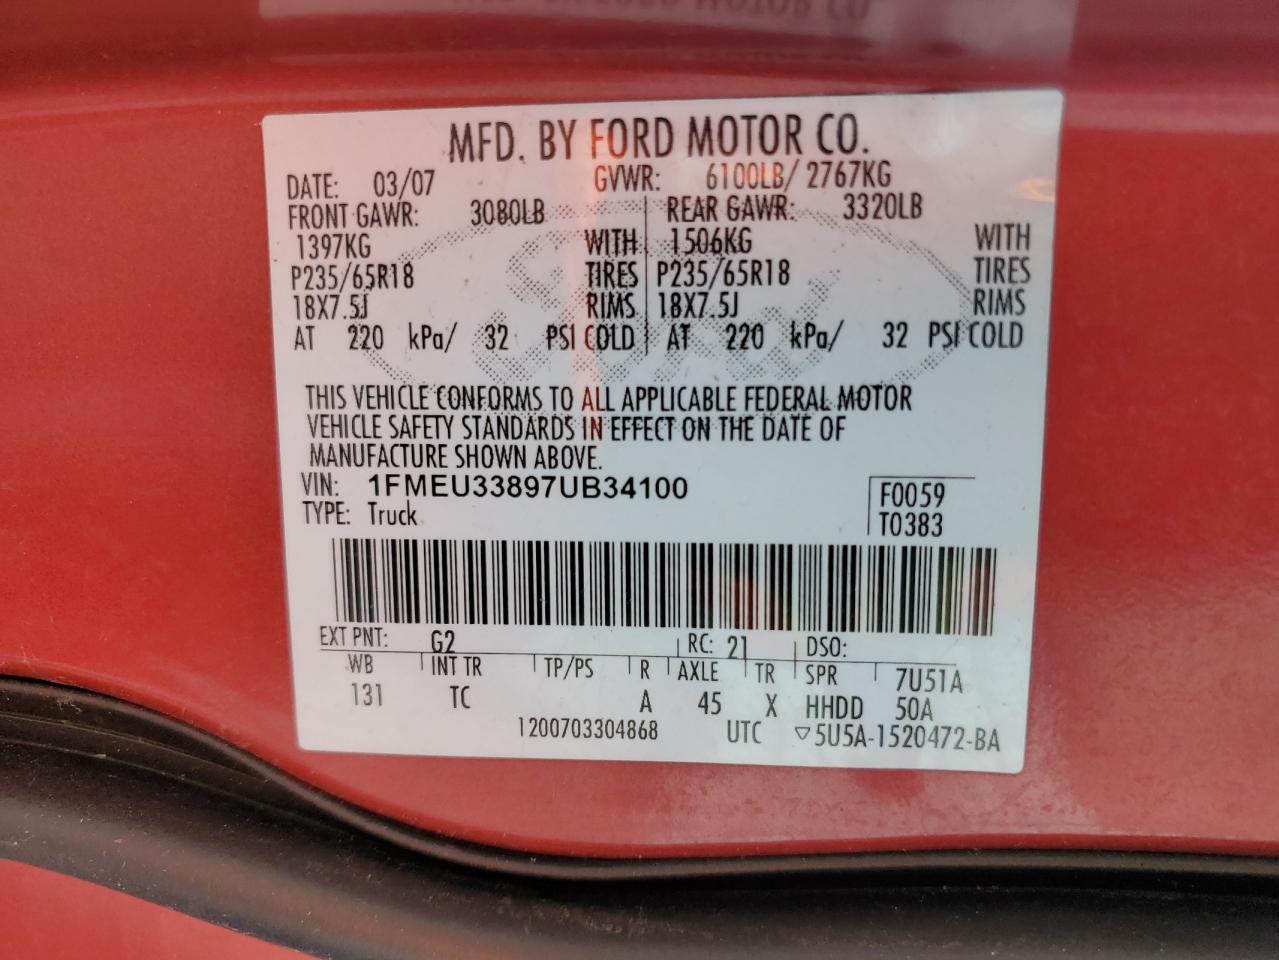 MFD. BY FORD MOTOR CO.
DATE: 03/07 GVWR: 6100LB/ 2767KG
FRONT GAWR: 3080LB REAR GAWR: 3320LB
1397KG WITH 1506KG WITH
P235/65R18 TIRES P235/65R18 TIRES
18X7.5J RIMS 18X7.5J RIMS
AT 220 kPa/ 32 PSI COLD AT 220 kPa/ 32 PSI COLD
THIS VEHICLE CONFORMS TO ALL APPLICABLE FEDERAL MOTOR
VEHICLE SAFETY STANDARDS IN EFFECT ON THE DATE OF
MANUFACTURE SHOWN ABOVE.
VIN: 1FMEU33897UB34100 F0059
TYPE: Truck T0383
EXT PNT: G2 RC: 21 DSO:
WB INT TR TP/PS R AXLE TR SPR 7U51A
131 TC A 45 X HHDD 50A
1200703304868 UTC ▽5U5A-1520472-BA